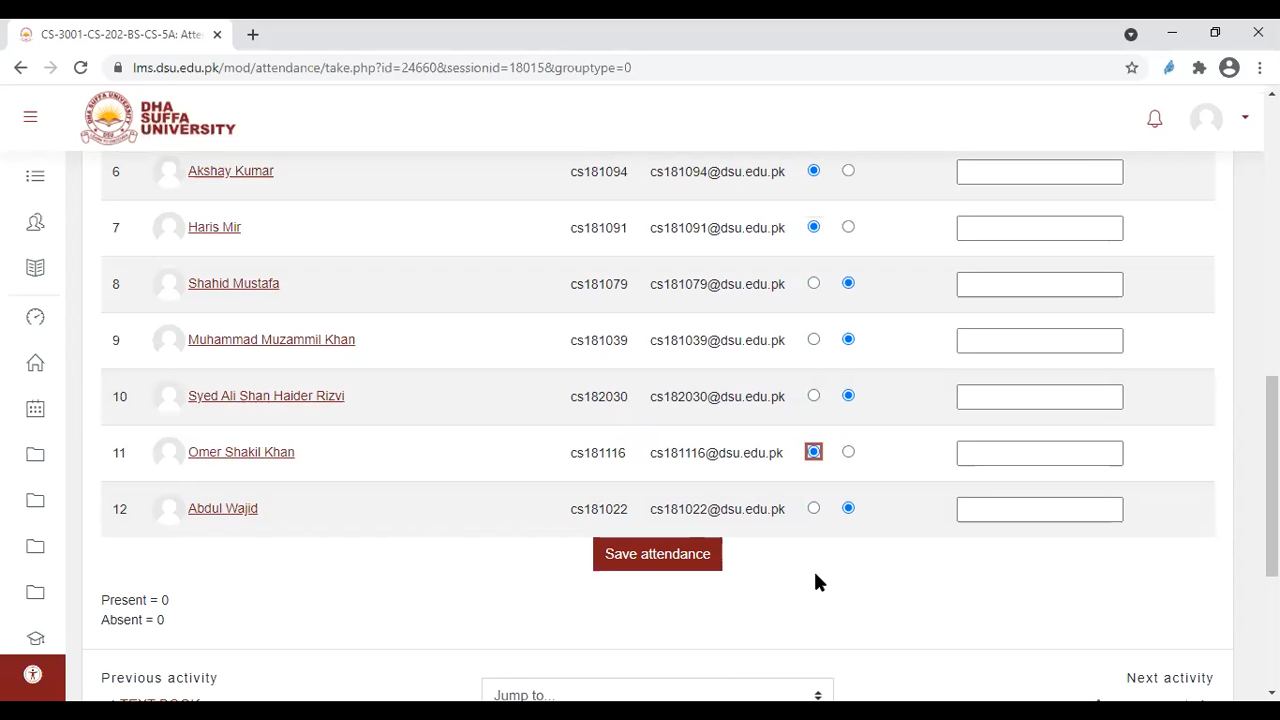 CS-3001-CS-202-BS-CS-5A: Atte
lms.dsu.edu.pk/mod/attendance/take.php?id=24660&sessionid=18015&grouptype=0
DHA
SUFFA
UNIVERSITY
6 Akshay Kumar cs181094 cs181094@dsu.edu.pk
7 Haris Mir cs181091 cs181091@dsu.edu.pk
8 Shahid Mustafa cs181079 cs181079@dsu.edu.pk
9 Muhammad Muzammil Khan cs181039 cs181039@dsu.edu.pk
10 Syed Ali Shan Haider Rizvi cs182030 cs182030@dsu.edu.pk
11 Omer Shakil Khan cs181116 cs181116@dsu.edu.pk
12 Abdul Wajid cs181022 cs181022@dsu.edu.pk
Save attendance
Present = 0
Absent = 0
Previous activity Next activity
TEXT BOOK Jump to...